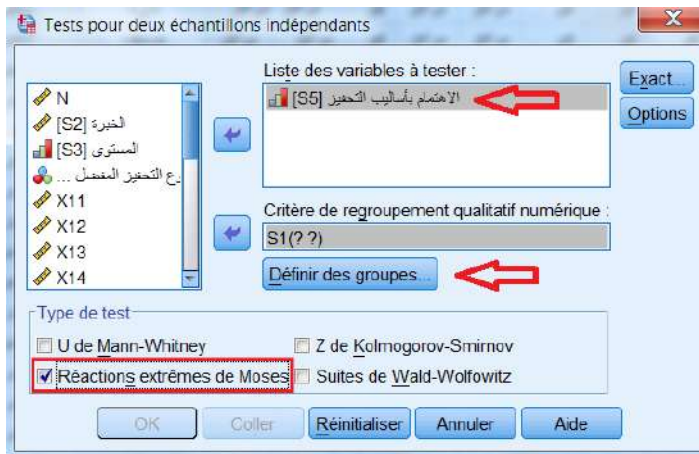 Tests pour deux échantillons indépendants
X
Liste des variables à tester :
N
الخبرة [S2]
المستوى [S3]
ع التحفيز المفضل ...
X11
X12
X13
X14
الاهتمام بأساليب التحفيز [S5]
Exact...
Options
Critère de regroupement qualitatif numérique :
S1(? ?)
Définir des groupes...
Type de test
U de Mann-Whitney
Z de Kolmogorov-Smirnov
Réactions extrêmes de Moses
Suites de Wald-Wolfowitz
OK
Coller
Réinitialiser
Annuler
Aide